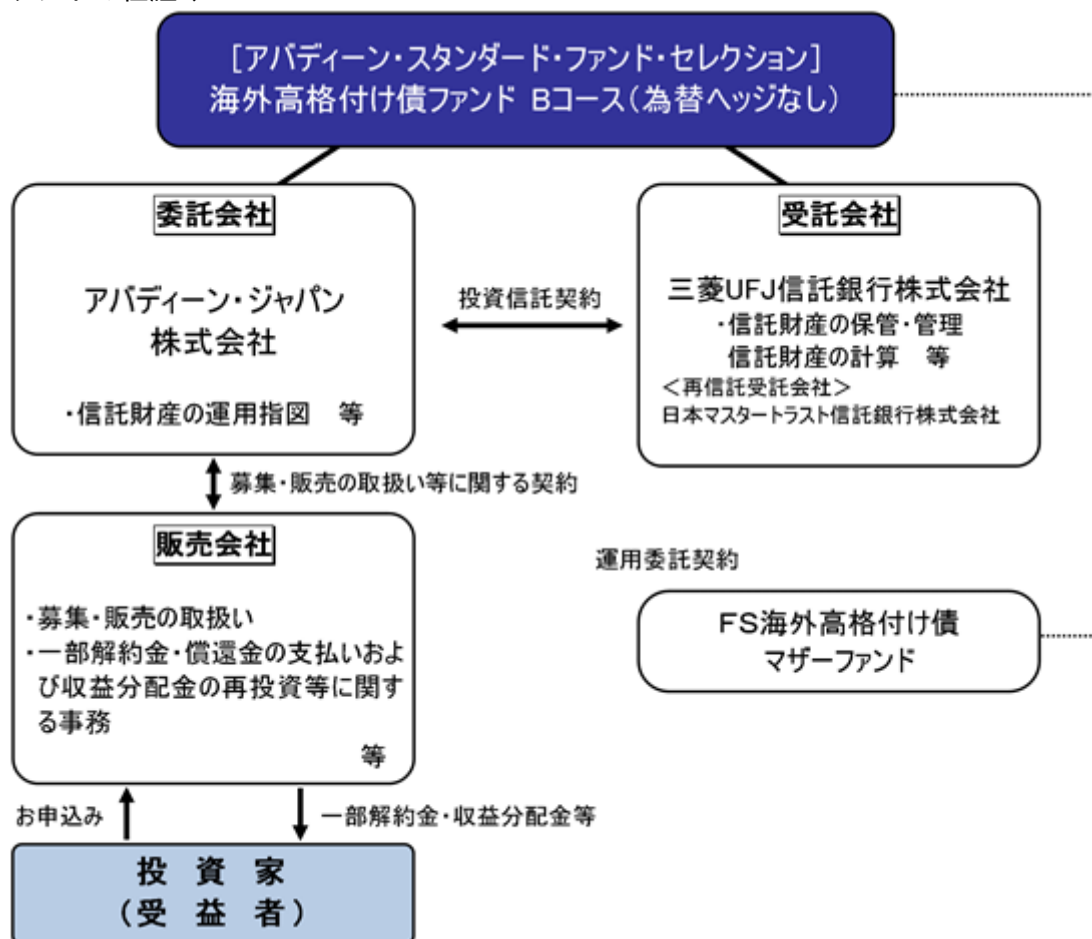 ［アバディーン・スタンダード・ファンド・セレクション］
海外高格付け債ファンド Bコース（為替ヘッジなし）
委託会社
アバディーン・ジャパン
株式会社
・信託財産の運用指図　等
投資信託契約
受託会社
三菱UFJ信託銀行株式会社
・信託財産の保管・管理
信託財産の計算　等
＜再信託受託会社＞
日本マスタートラスト信託銀行株式会社
募集・販売の取扱い等に関する契約
販売会社
・募集・販売の取扱い
・一部解約金・償還金の支払いおよ
び収益分配金の再投資等に関す
る事務
等
運用委託契約
FS海外高格付け債
マザーファンド
お申込み
一部解約金・収益分配金等
投　資　家
（受　益　者）